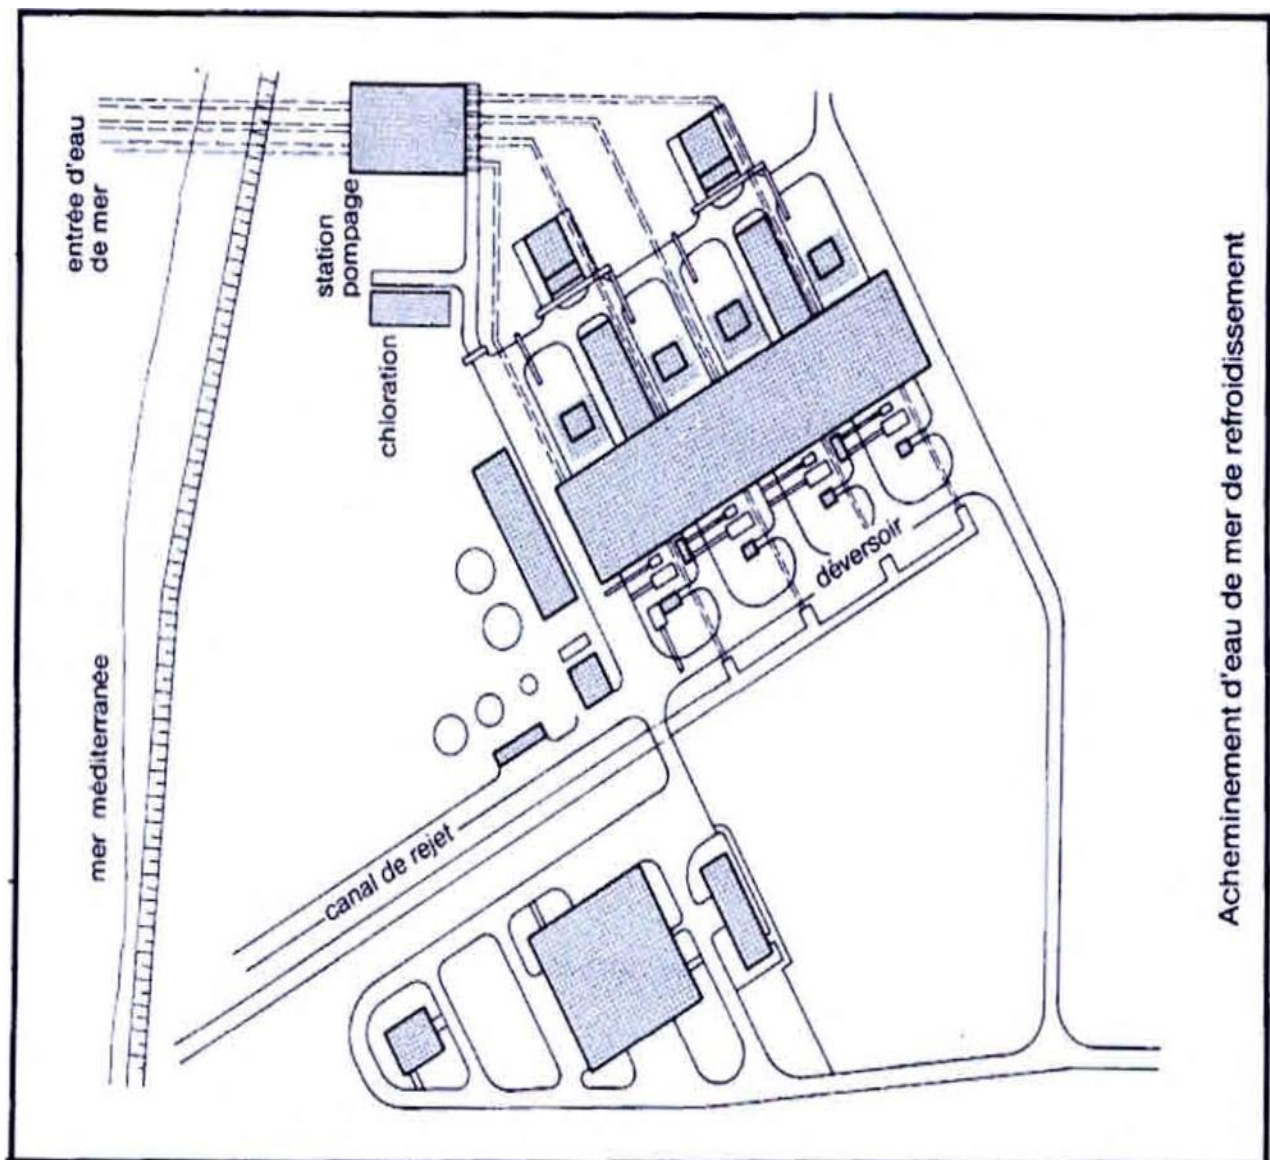 entrée d'eau
de mer
station
pompage
chloration
mer méditerranée
canal de rejet
déversoir
Acheminement d'eau de mer de refroidissement